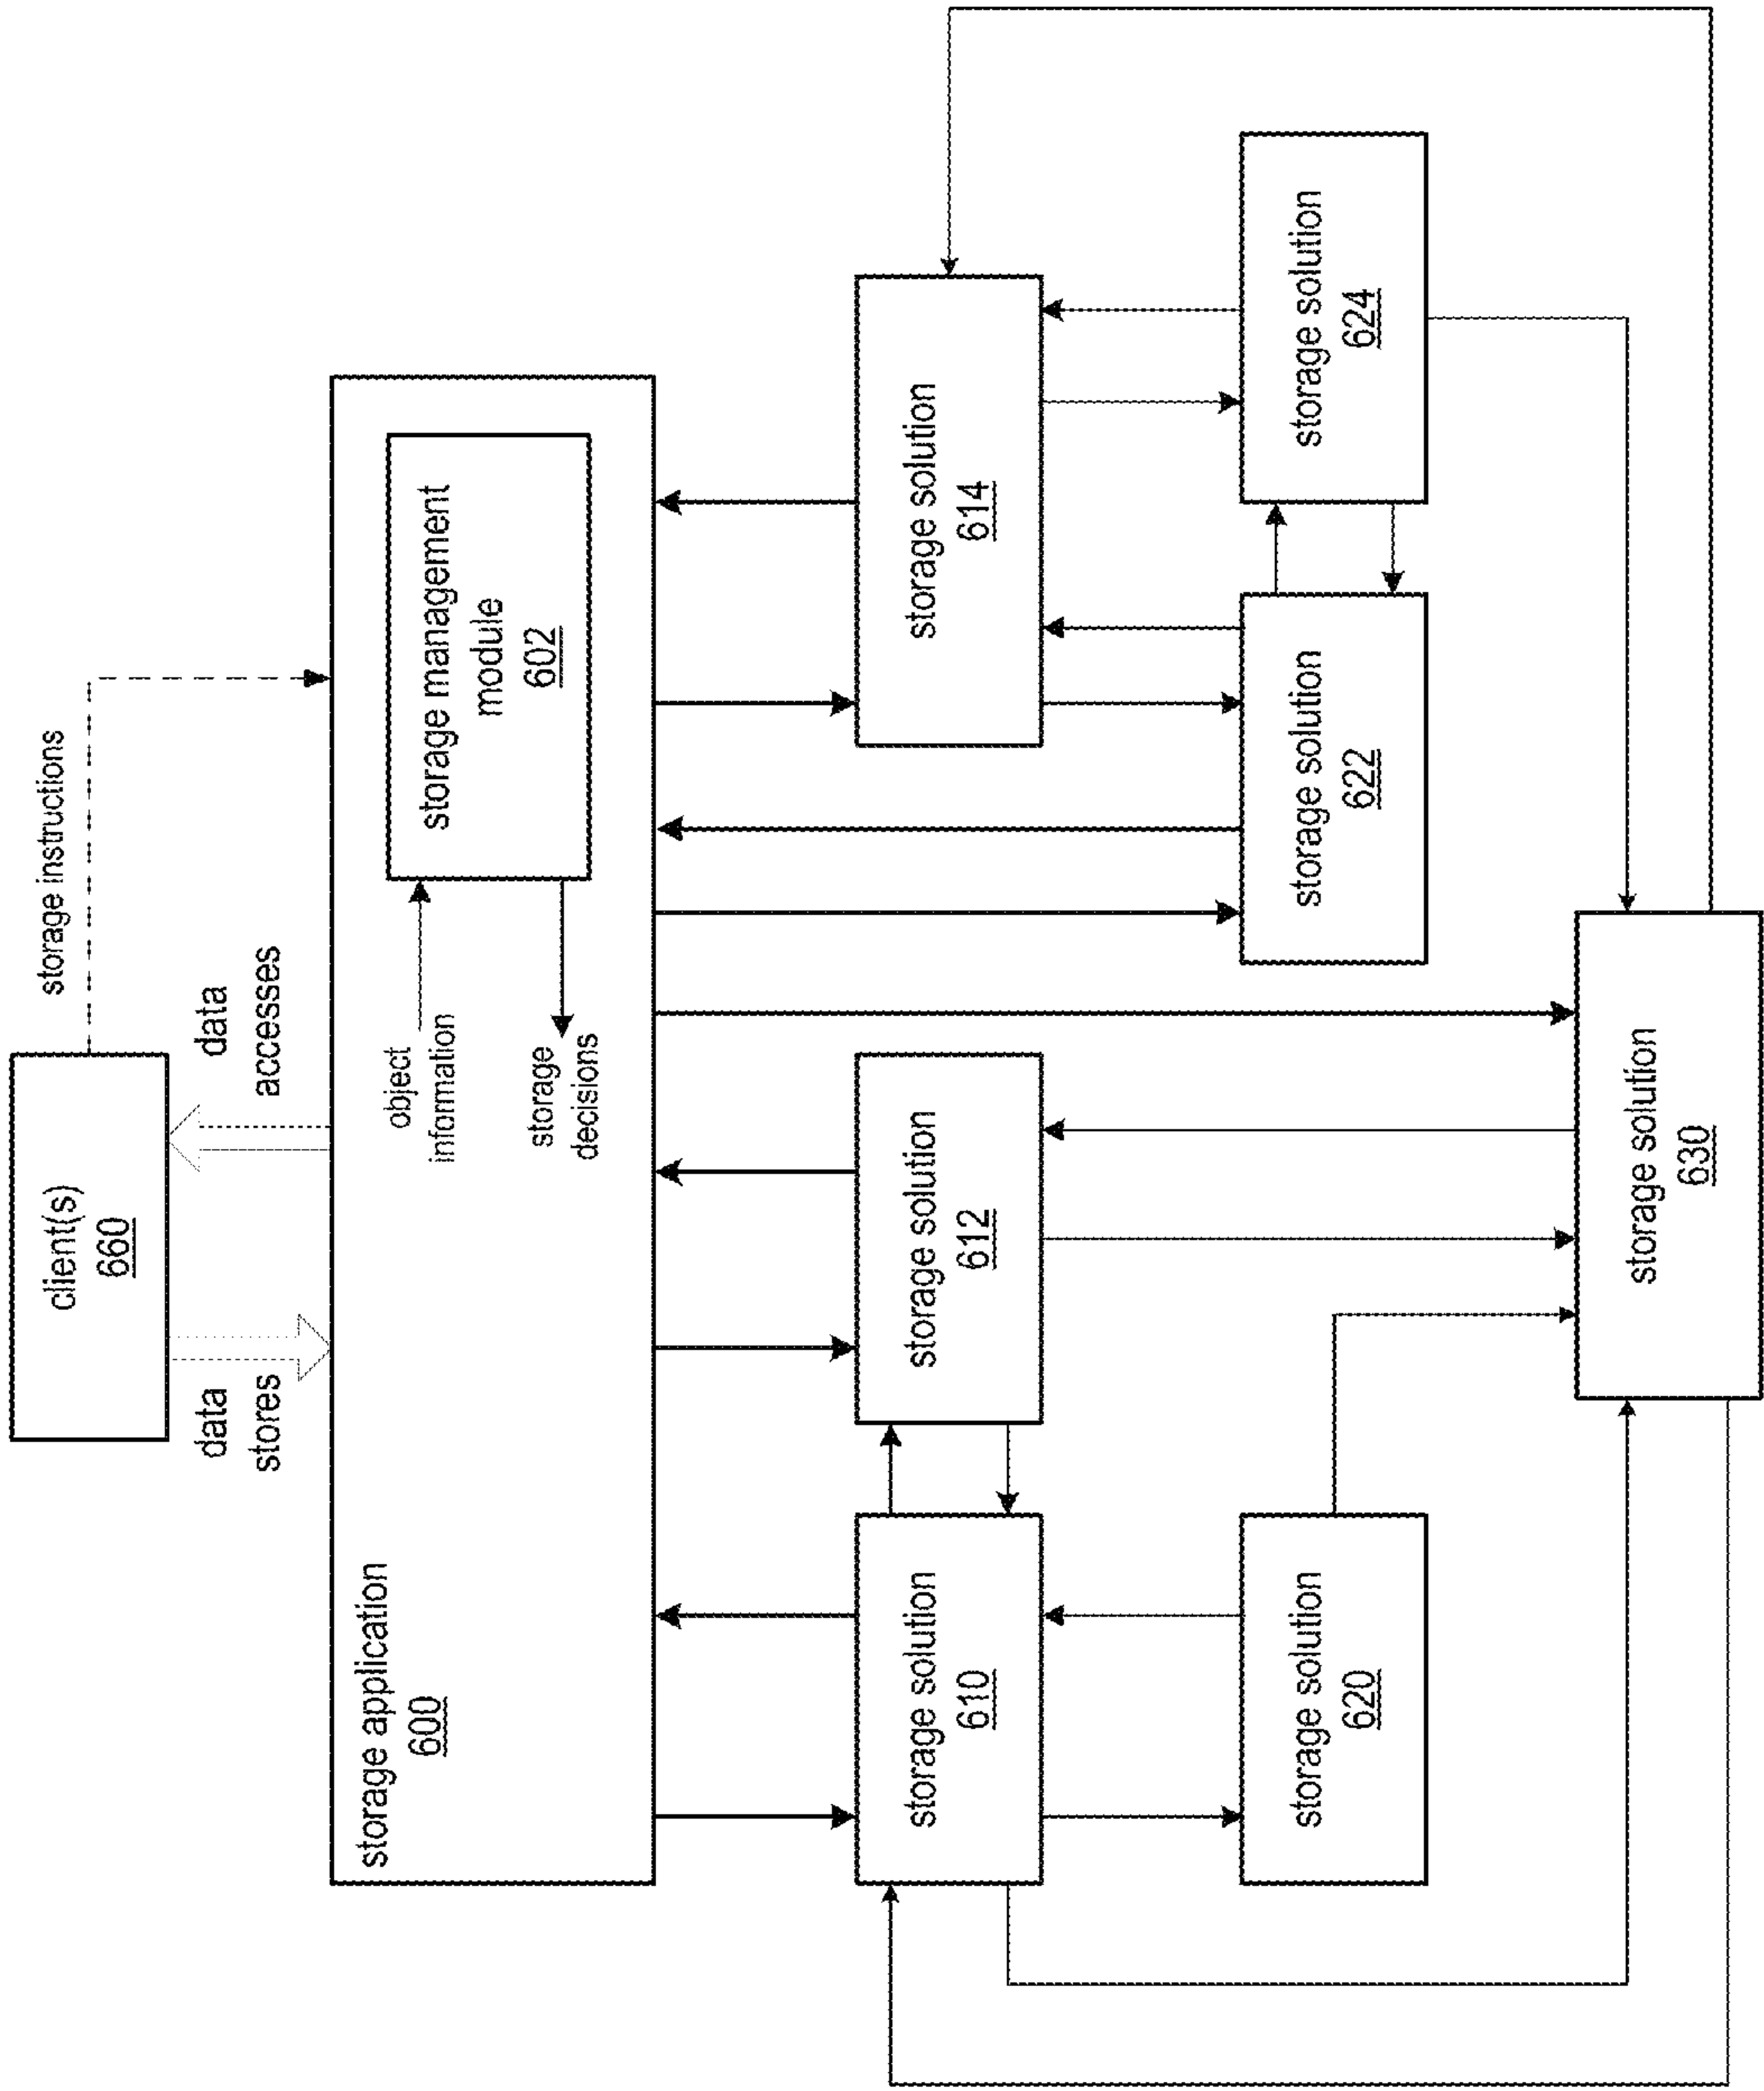 client(s)
660
storage instructions
data
stores
data
accesses
storage application
600
object
information
storage
decisions
storage management
module
602
storage solution
610
storage solution
612
storage solution
614
storage solution
620
storage solution
622
storage solution
624
storage solution
630